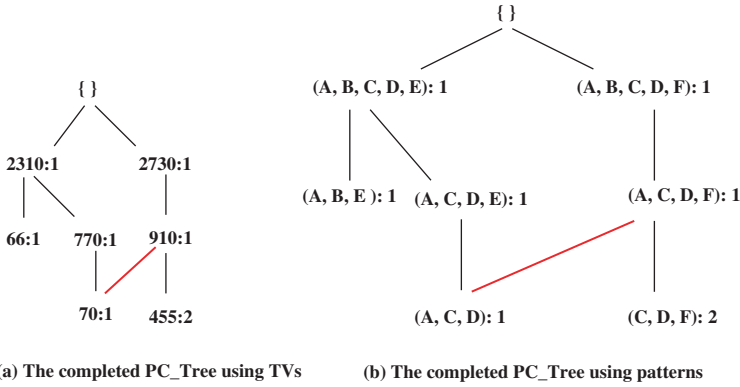 { }
2310:1 2730:1
66:1 770:1 910:1
70:1 455:2
(a) The completed PC_Tree using TVs
{ }
(A, B, C, D, E): 1 (A, B, C, D, F): 1
(A, B, E ): 1 (A, C, D, E): 1 (A, C, D, F): 1
(A, C, D): 1 (C, D, F): 2
(b) The completed PC_Tree using patterns